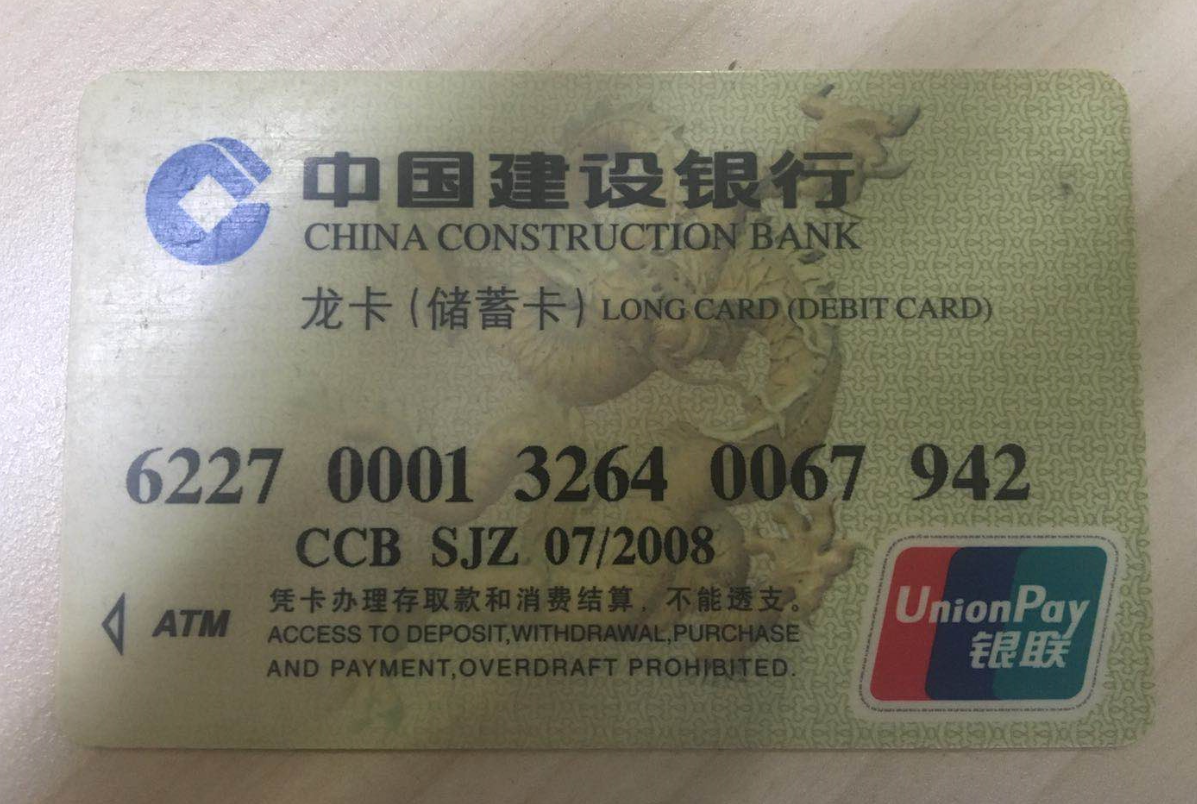 中国建设银行
CHINA CONSTRUCTION BANK
龙卡(储蓄卡) LONG CARD (DEBIT CARD)
6227 0001 3264 0067 942
CCB SJZ 07/2008
凭卡办理存取款和消费结算，不能透支。
ATM ACCESS TO DEPOSIT,WITHDRAWAL,PURCHASE
AND PAYMENT,OVERDRAFT PROHIBITED.
UnionPay
银联